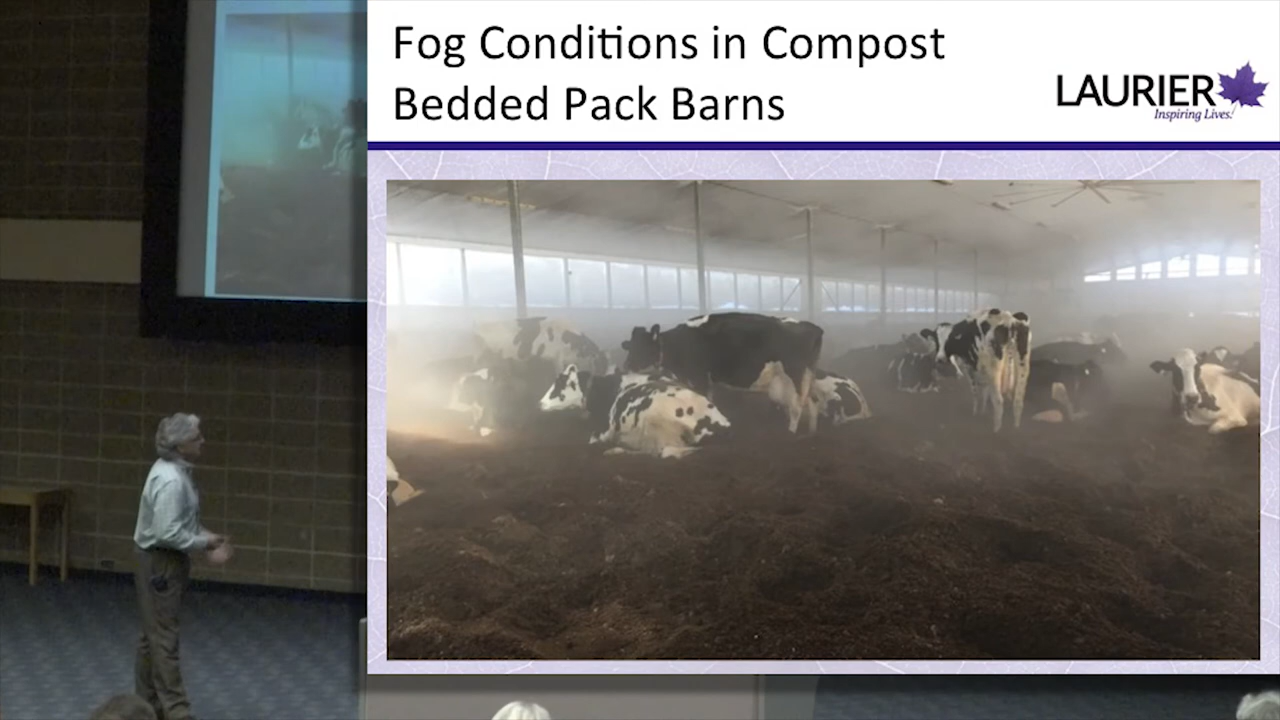 Fog Conditions in Compost
Bedded Pack Barns
LAURIER
Inspiring Lives!